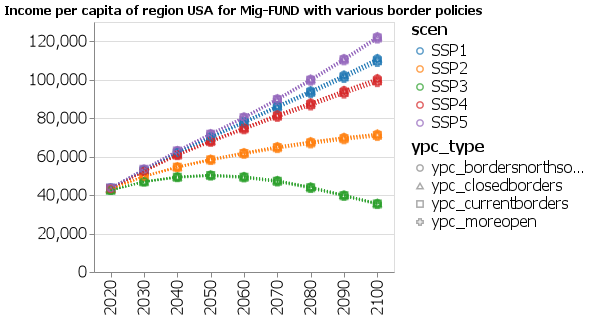 Income per capita of region USA for Mig-FUND with various border policies
120,000
100,000
80,000
60,000
40,000
20,000
0
2020
2030
2040
2050
2060
2070
2080
2090
2100
scen
SSP1
SSP2
SSP3
SSP4
SSP5
ypc_type
ypc_bordersnorthso...
ypc_closedborders
ypc_currentborders
ypc_moreopen